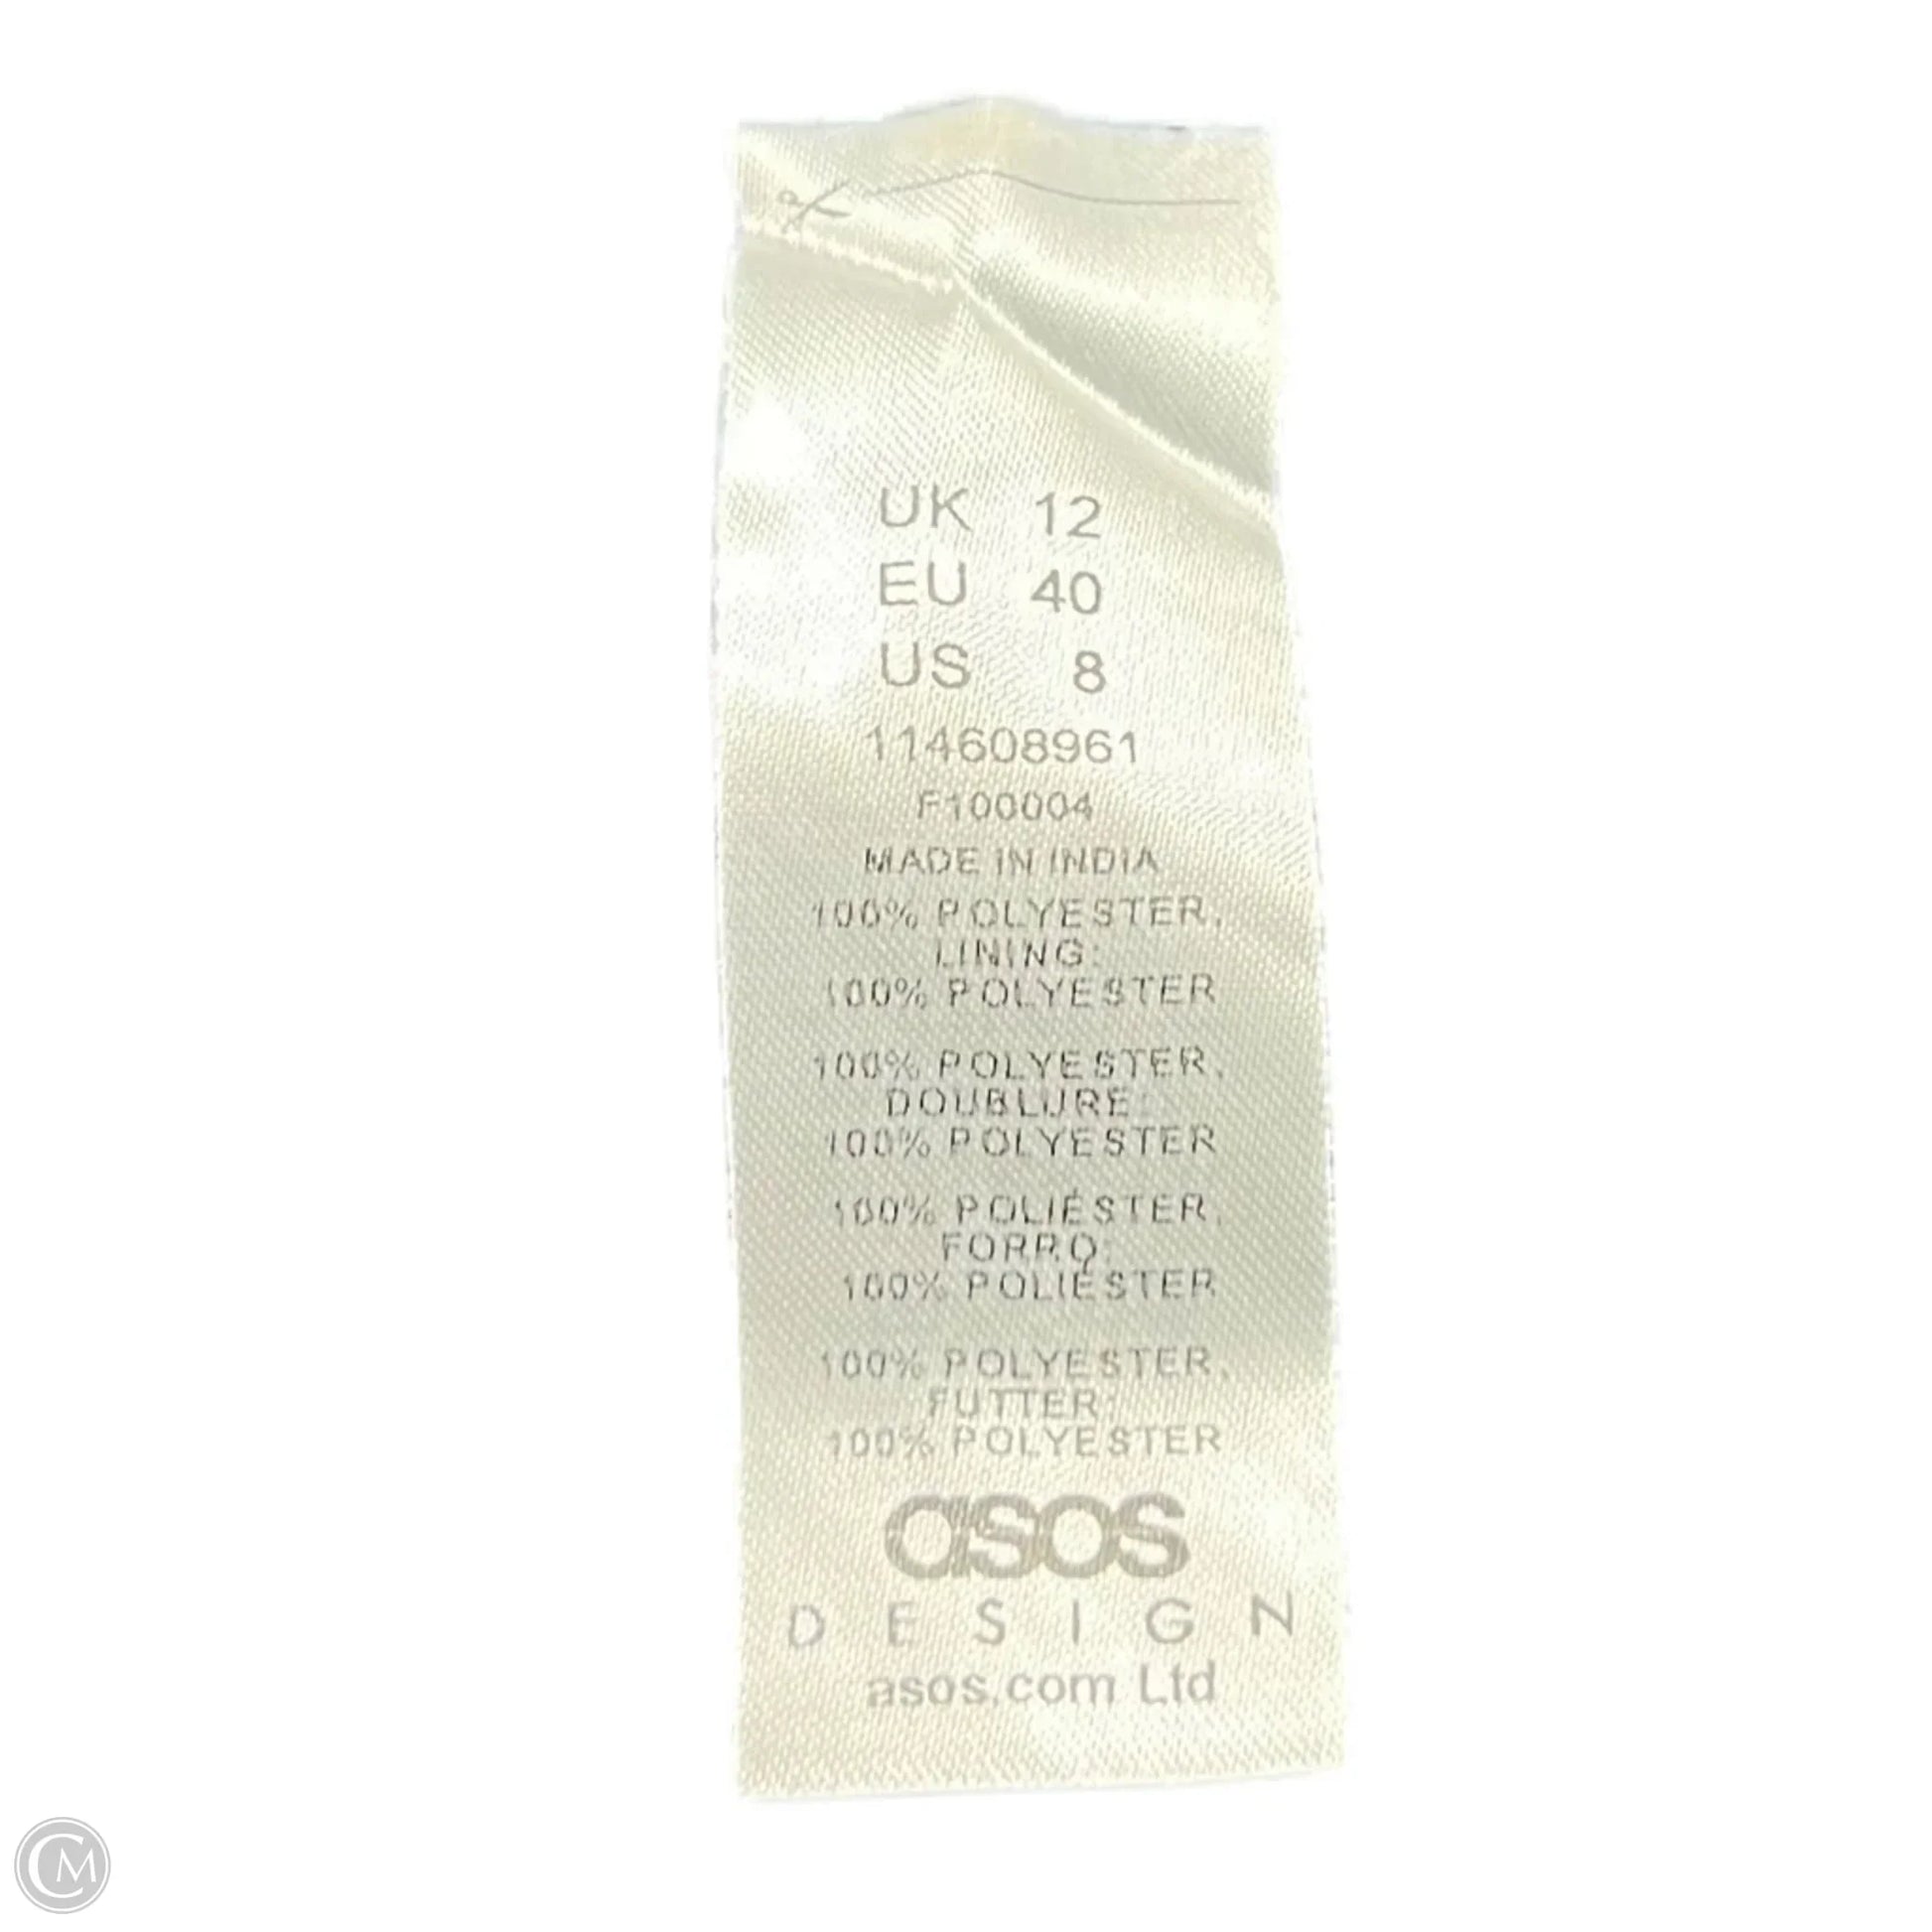 UK 12
EU 40
US 8
114608961
F100004
MADE IN INDIA
100% POLYESTER,
LINING:
100% POLYESTER
100% POLYESTER,
DOUBLURE:
100% POLYESTER
100% POLIÉSTER,
FORRO:
100% POLIÉSTER
100% POLYESTER,
FUTTER:
100% POLYESTER
asos
DESIGN
asos.com Ltd
CM